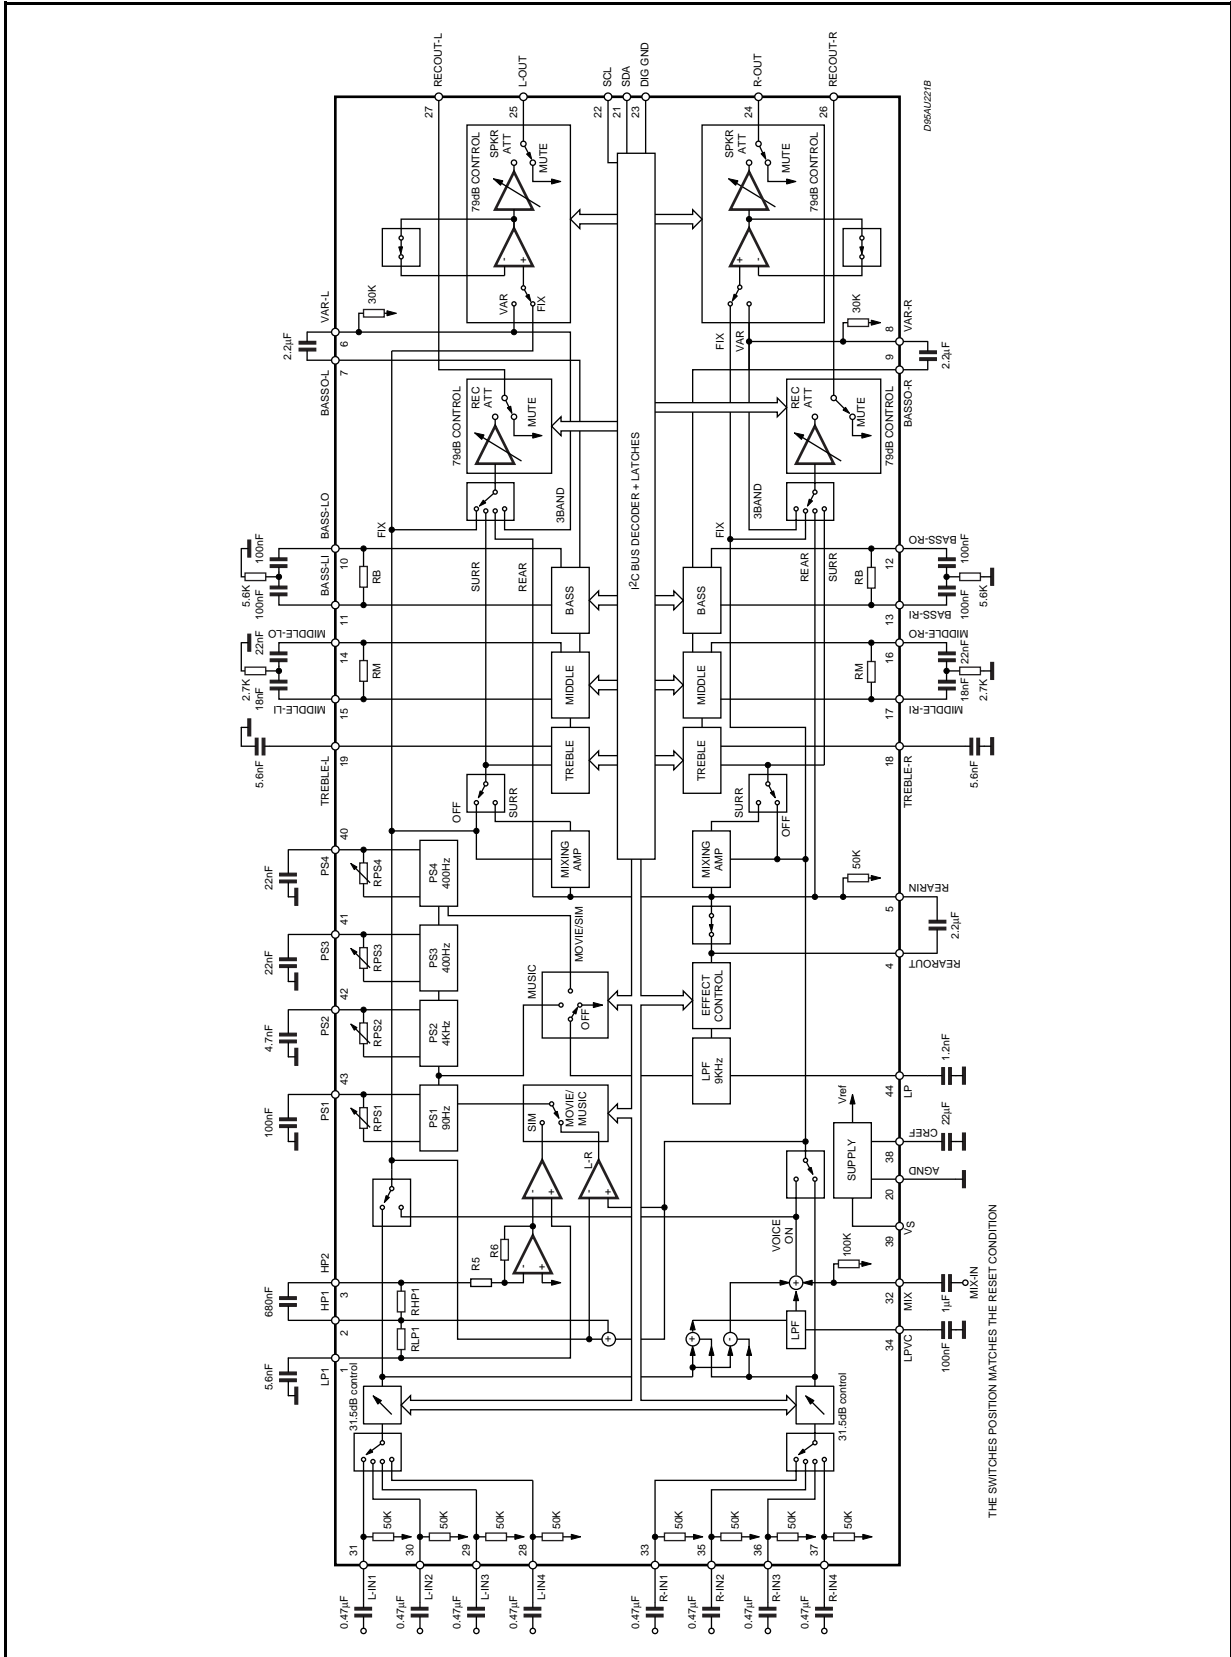 0.47µF
L-IN1
31
50K
0.47µF
L-IN2
30
50K
0.47µF
L-IN3
29
50K
0.47µF
L-IN4
28
50K
0.47µF
R-IN1
33
50K
0.47µF
R-IN2
35
50K
0.47µF
R-IN3
36
50K
0.47µF
R-IN4
37
50K
31.5dB control
31.5dB control
5.6nF
LP1
1
RLP1
2
HP1
680nF
RHP1
3
HP2
R5
R6
+
-
+
+
-
LPF
+
VOICE
ON
100K
34
LPVC
100nF
32
MIX
1µF
MIX-IN
39
VS
20
AGND
38
CREF
22µF
SUPPLY
Vref
44
LP
1.2nF
-
+
-
+
L-R
SIM
MOVIE/
MUSIC
100nF
PS1
43
RPS1
PS1
90Hz
4.7nF
PS2
42
RPS2
PS2
4KHz
22nF
PS3
41
RPS3
PS3
400Hz
22nF
PS4
40
RPS4
PS4
400Hz
MUSIC
OFF
MOVIE/SIM
LPF
9KHz
EFFECT
CONTROL
4
REAROUT
2.2µF
5
REARIN
50K
MIXING
AMP
MIXING
AMP
OFF
SURR
SURR
OFF
5.6nF
TREBLE-L
19
TREBLE
TREBLE
18
TREBLE-R
5.6nF
2.7K
18nF
22nF
MIDDLE-LI
15
MIDDLE-LO
14
RM
MIDDLE
MIDDLE
RM
17
MIDDLE-RI
16
MIDDLE-RO
18nF
22nF
2.7K
5.6K
100nF
100nF
BASS-LI
11
BASS-LO
10
RB
BASS
BASS
RB
13
BASS-RI
12
BASS-RO
100nF
100nF
5.6K
FIX
SURR
REAR
3BAND
FIX
3BAND
REAR
SURR
I²C BUS DECODER + LATCHES
79dB CONTROL
REC
ATT
MUTE
REC
ATT
MUTE
79dB CONTROL
2.2µF
BASSO-L
7
VAR-L
6
30K
VAR
FIX
-
+
79dB CONTROL
SPKR
ATT
MUTE
FIX
VAR
+
-
SPKR
ATT
MUTE
79dB CONTROL
30K
8
VAR-R
9
BASSO-R
2.2µF
27
RECOUT-L
25
L-OUT
22
SCL
21
SDA
23
DIG GND
24
R-OUT
26
RECOUT-R
D95AU221B
THE SWITCHES POSITION MATCHES THE RESET CONDITION